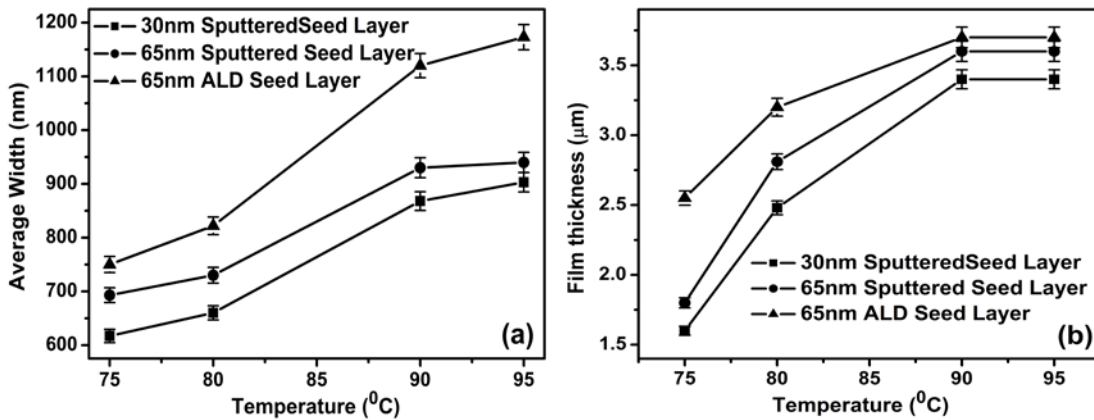 1200
1100
1000
900
800
700
600
Average Width (nm)
30nm SputteredSeed Layer
65nm Sputtered Seed Layer
65nm ALD Seed Layer
(a)
75 80 85 90 95
Temperature (⁰C)
3.5
3.0
2.5
2.0
1.5
Film thickness (μm)
30nm SputteredSeed Layer
65nm Sputtered Seed Layer
65nm ALD Seed Layer
(b)
75 80 85 90 95
Temperature (⁰C)